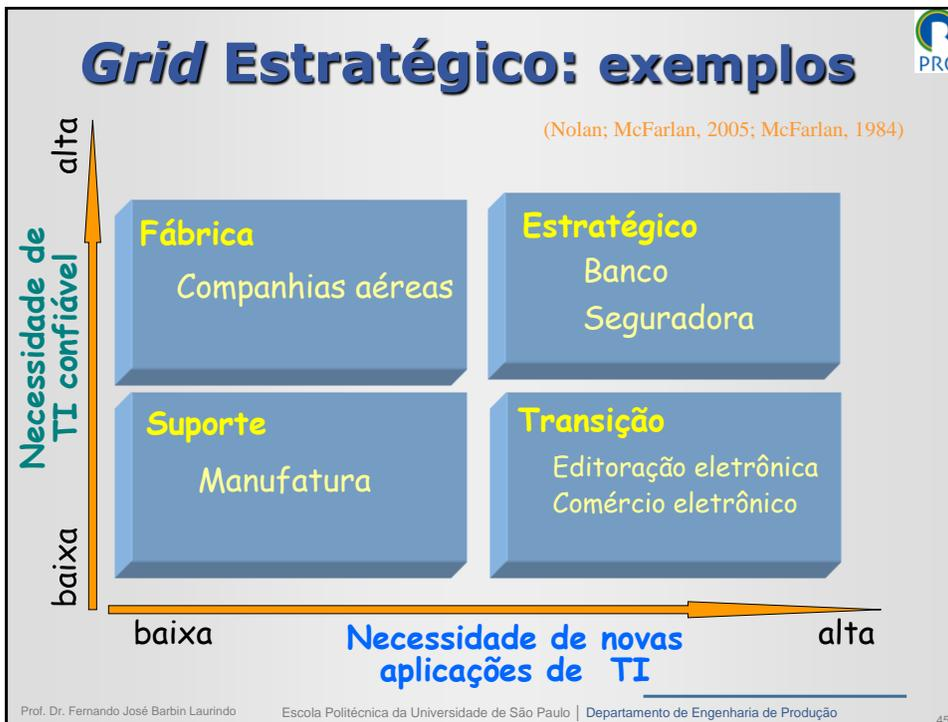 Grid Estratégico: exemplos
PRO
(Nolan; McFarlan, 2005; McFarlan, 1984)
alta
Necessidade de
TI confiável
baixa
Fábrica
Companhias aéreas
Estratégico
Banco
Seguradora
Suporte
Manufatura
Transição
Editoração eletrônica
Comércio eletrônico
baixa
Necessidade de novas
aplicações de TI
alta
Prof. Dr. Fernando José Barbin Laurindo
Escola Politécnica da Universidade de São Paulo | Departamento de Engenharia de Produção
45